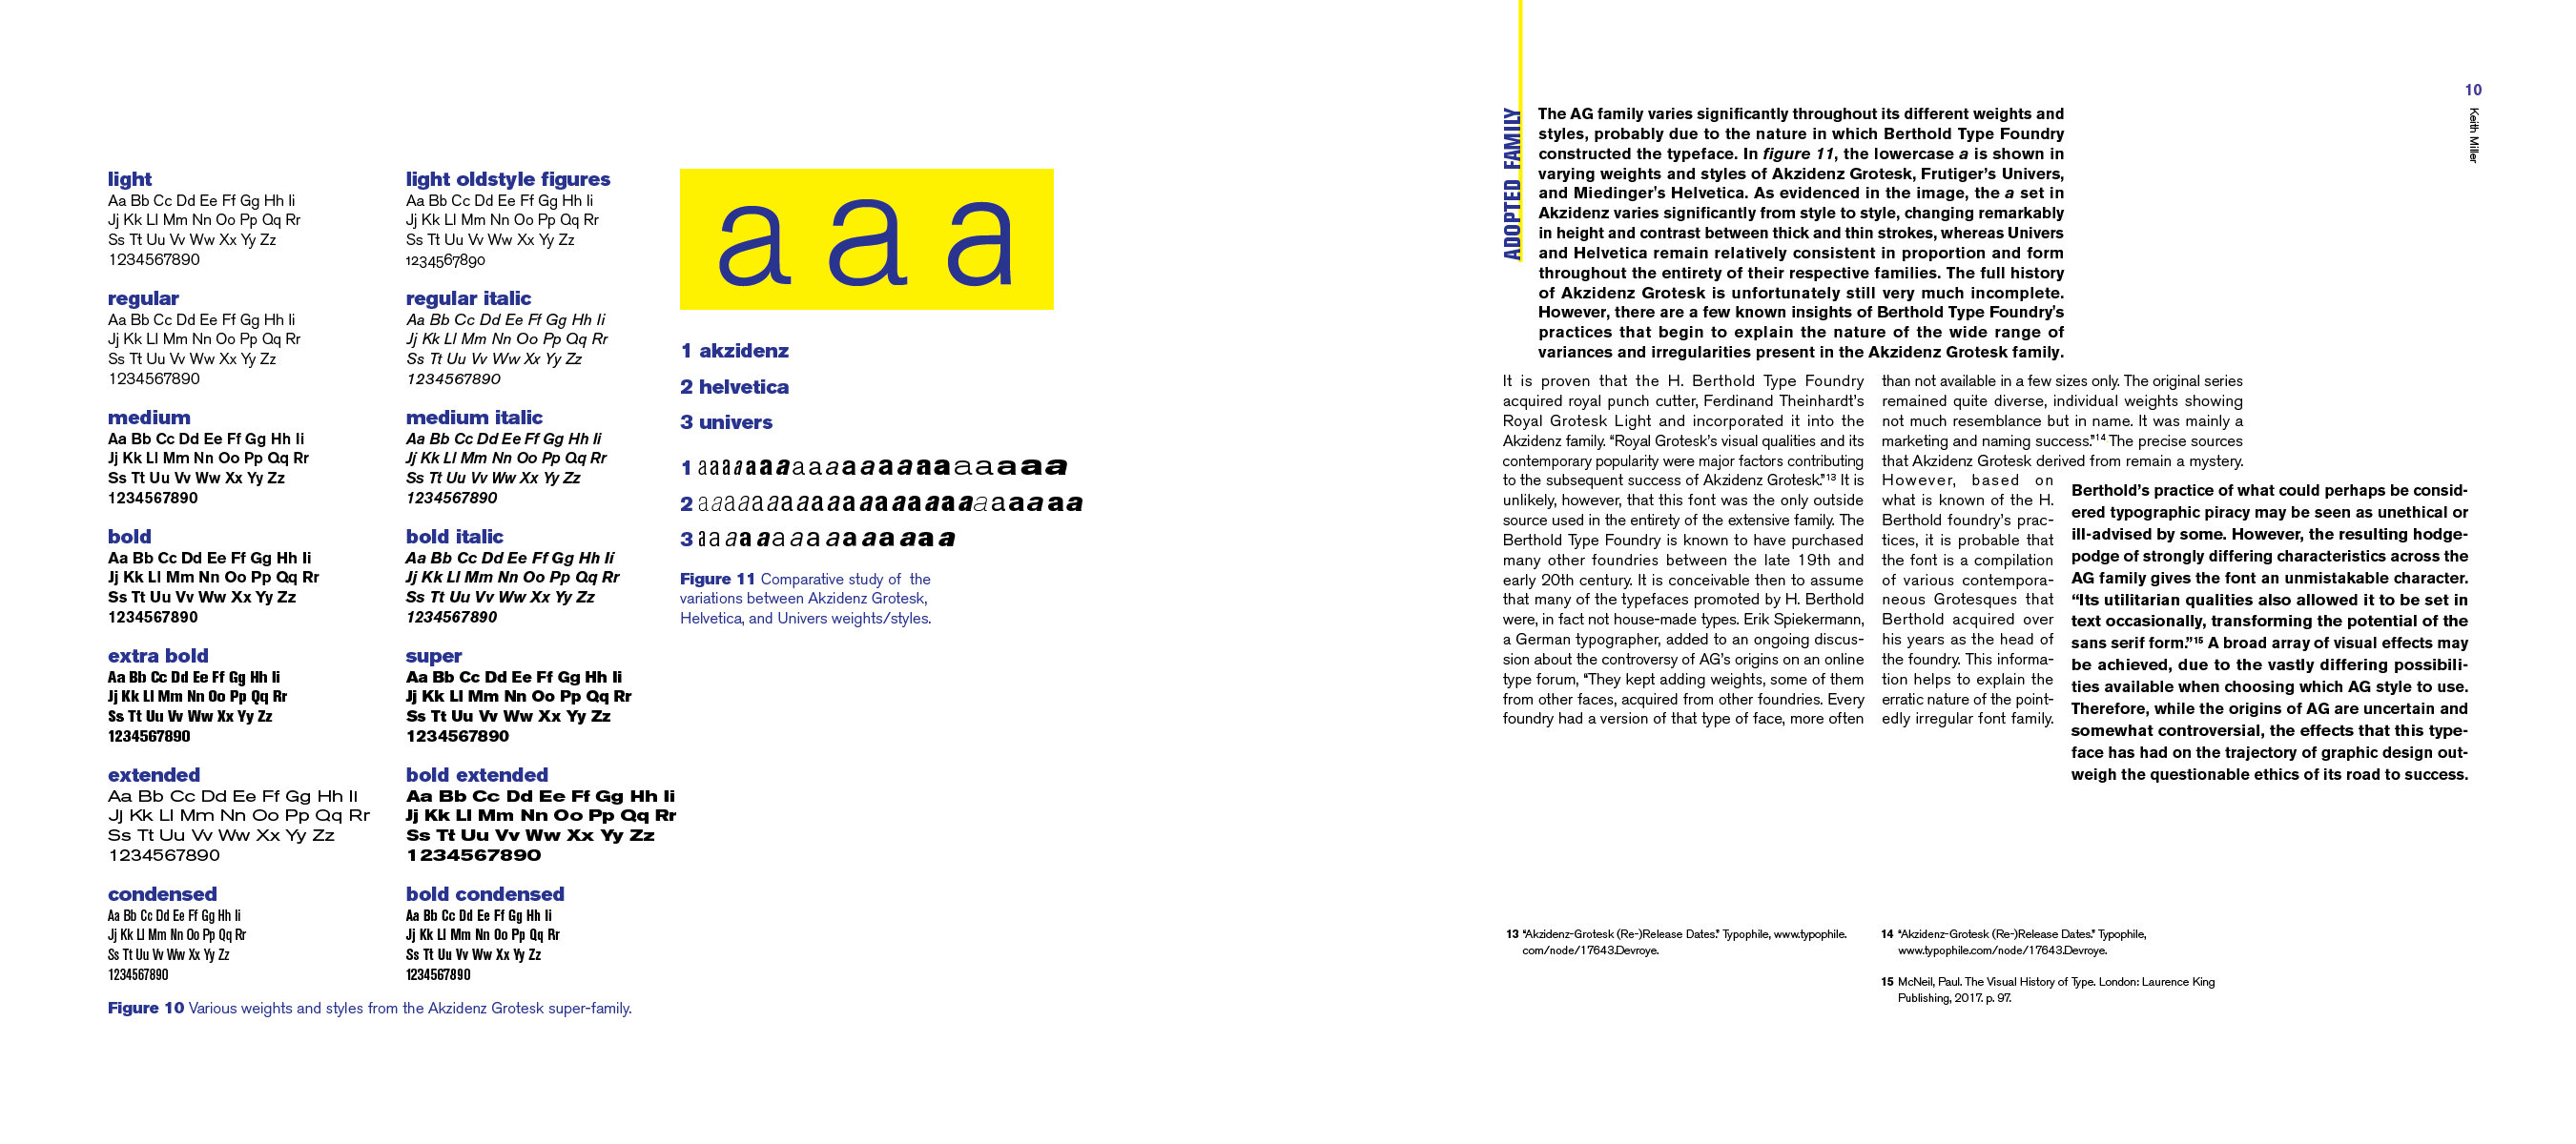 light
Aa Bb Cc Dd Ee Ff Gg Hh Ii
Jj Kk Ll Mm Nn Oo Pp Qq Rr
Ss Tt Uu Vv Ww Xx Yy Zz
1234567890
regular
Aa Bb Cc Dd Ee Ff Gg Hh Ii
Jj Kk Ll Mm Nn Oo Pp Qq Rr
Ss Tt Uu Vv Ww Xx Yy Zz
1234567890
medium
Aa Bb Cc Dd Ee Ff Gg Hh Ii
Jj Kk Ll Mm Nn Oo Pp Qq Rr
Ss Tt Uu Vv Ww Xx Yy Zz
1234567890
bold
Aa Bb Cc Dd Ee Ff Gg Hh Ii
Jj Kk Ll Mm Nn Oo Pp Qq Rr
Ss Tt Uu Vv Ww Xx Yy Zz
1234567890
extra bold
Aa Bb Cc Dd Ee Ff Gg Hh Ii
Jj Kk Ll Mm Nn Oo Pp Qq Rr
Ss Tt Uu Vv Ww Xx Yy Zz
1234567890
extended
Aa Bb Cc Dd Ee Ff Gg Hh II
Jj Kk Ll Mm Nn Oo Pp Qq Rr
Ss Tt Uu Vv Ww Xx Yy Zz
1234567890
condensed
Aa Bb Cc Dd Ee Ff Gg Hh Ii
Jj Kk Ll Mm Nn Oo Pp Qq Rr
Ss Tt Uu Vv Ww Xx Yy Zz
1234567890
light oldstyle figures
Aa Bb Cc Dd Ee Ff Gg Hh Ii
Jj Kk Ll Mm Nn Oo Pp Qq Rr
Ss Tt Uu Vv Ww Xx Yy Zz
1234567890
regular italic
Aa Bb Cc Dd Ee Ff Gg Hh Ii
Jj Kk Ll Mm Nn Oo Pp Qq Rr
Ss Tt Uu Vv Ww Xx Yy Zz
1234567890
medium italic
Aa Bb Cc Dd Ee Ff Gg Hh Ii
Jj Kk Ll Mm Nn Oo Pp Qq Rr
Ss Tt Uu Vv Ww Xx Yy Zz
1234567890
bold italic
Aa Bb Cc Dd Ee Ff Gg Hh Ii
Jj Kk Ll Mm Nn Oo Pp Qq Rr
Ss Tt Uu Vv Ww Xx Yy Zz
1234567890
super
Aa Bb Cc Dd Ee Ff Gg Hh Ii
Jj Kk Ll Mm Nn Oo Pp Qq Rr
Ss Tt Uu Vv Ww Xx Yy Zz
1234567890
bold extended
Aa Bb Cc Dd Ee Ff Gg Hh Ii
Jj Kk Ll Mm Nn Oo Pp Qq Rr
Ss Tt Uu Vv Ww Xx Yy Zz
1234567890
bold condensed
Aa Bb Cc Dd Ee Ff Gg Hh Ii
Jj Kk Ll Mm Nn Oo Pp Qq Rr
Ss Tt Uu Vv Ww Xx Yy Zz
1234567890
Figure 10 Various weights and styles from the Akzidenz Grotesk super-family.
a a a
1 akzidenz
2 helvetica
3 univers
1
2
3
Figure 11 Comparative study of the
variations between Akzidenz Grotesk,
Helvetica, and Univers weights/styles.
10
Keith Miller
ADOPTED FAMILY
The AG family varies significantly throughout its different weights and
styles, probably due to the nature in which Berthold Type Foundry
constructed the typeface. In figure 11, the lowercase a is shown in
varying weights and styles of Akzidenz Grotesk, Frutiger's Univers,
and Miedinger's Helvetica. As evidenced in the image, the a set in
Akzidenz varies significantly from style to style, changing remarkably
in height and contrast between thick and thin strokes, whereas Univers
and Helvetica remain relatively consistent in proportion and form
throughout the entirety of their respective families. The full history
of Akzidenz Grotesk is unfortunately still very much incomplete.
However, there are a few known insights of Berthold Type Foundry's
practices that begin to explain the nature of the wide range of
variances and irregularities present in the Akzidenz Grotesk family.
It is proven that the H. Berthold Type Foundry
acquired royal punch cutter, Ferdinand Theinhardt's
Royal Grotesk Light and incorporated it into the
Akzidenz family. “Royal Grotesk's visual qualities and its
contemporary popularity were major factors contributing
to the subsequent success of Akzidenz Grotesk.”13 It is
unlikely, however, that this font was the only outside
source used in the entirety of the extensive family. The
Berthold Type Foundry is known to have purchased
many other foundries between the late 19th and
early 20th century. It is conceivable then to assume
that many of the typefaces promoted by H. Berthold
were, in fact not house-made types. Erik Spiekermann,
a German typographer, added to an ongoing discus-
sion about the controversy of AG's origins on an online
type forum, “They kept adding weights, some of them
from other faces, acquired from other foundries. Every
foundry had a version of that type of face, more often
than not available in a few sizes only. The original series
remained quite diverse, individual weights showing
not much resemblance but in name. It was mainly a
marketing and naming success.”14 The precise sources
that Akzidenz Grotesk derived from remain a mystery.
However, based on
what is known of the H.
Berthold foundry's prac-
tices, it is probable that
the font is a compilation
of various contempora-
neous Grotesques that
Berthold acquired over
his years as the head of
the foundry. This informa-
tion helps to explain the
erratic nature of the point-
edly irregular font family.
Berthold's practice of what could perhaps be consid-
ered typographic piracy may be seen as unethical or
ill-advised by some. However, the resulting hodge-
podge of strongly differing characteristics across the
AG family gives the font an unmistakable character.
“Its utilitarian qualities also allowed it to be set in
text occasionally, transforming the potential of the
sans serif form.”15 A broad array of visual effects may
be achieved, due to the vastly differing possibili-
ties available when choosing which AG style to use.
Therefore, while the origins of AG are uncertain and
somewhat controversial, the effects that this type-
face has had on the trajectory of graphic design out-
weigh the questionable ethics of its road to success.
13 “Akzidenz-Grotesk (Re-)Release Dates.” Typophile, www.typophile.
com/node/17643.Devroye.
14 “Akzidenz-Grotesk (Re-)Release Dates.” Typophile,
www.typophile.com/node/17643.Devroye.
15 McNeil, Paul. The Visual History of Type. London: Laurence King
Publishing, 2017. p. 97.